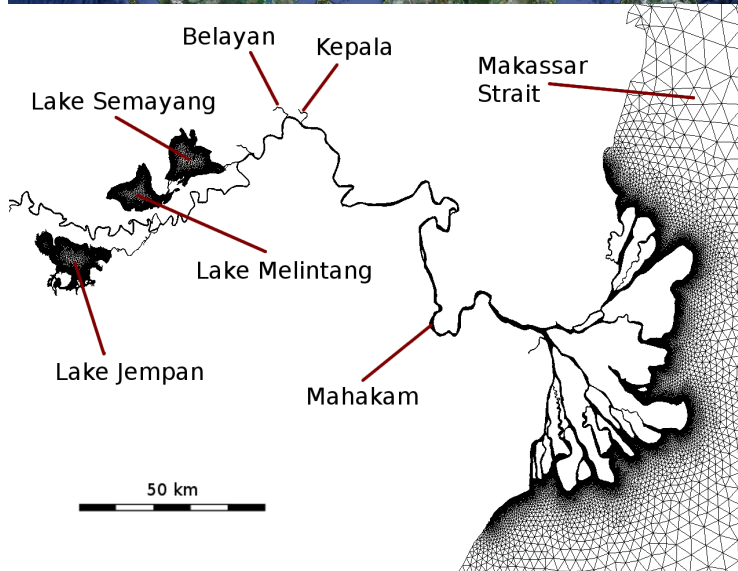 Belayan
Kepala
Makassar
Strait
Lake Semayang
Lake Melintang
Lake Jempan
Mahakam
50 km